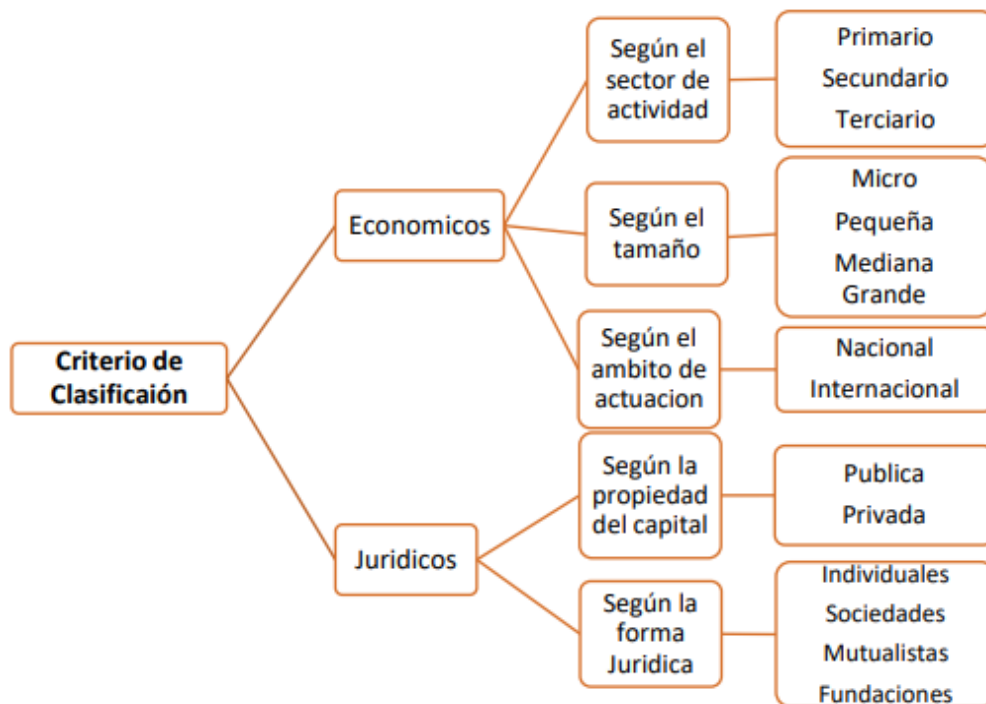 Criterio de
Clasificaión
Economicos
Según el
sector de
actividad
Primario
Secundario
Terciario
Según el
tamaño
Micro
Pequeña
Mediana
Grande
Según el
ambito de
actuacion
Nacional
Internacional
Juridicos
Según la
propiedad
del capital
Publica
Privada
Según la
forma
Juridica
Individuales
Sociedades
Mutualistas
Fundaciones